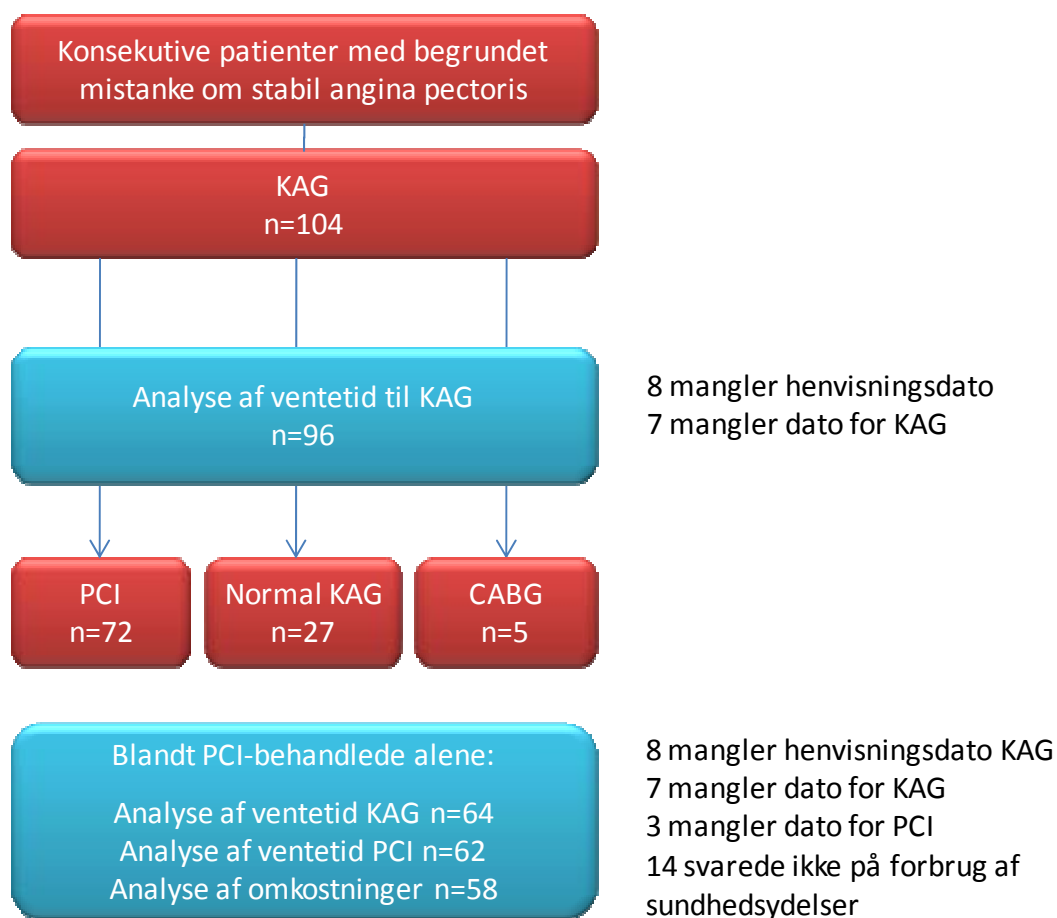 Konsekutive patienter med begrundet
mistanke om stabil angina pectoris
KAG
n=104
Analyse af ventetid til KAG
n=96
8 mangler henvisningsdato
7 mangler dato for KAG
PCI
n=72
Normal KAG
n=27
CABG
n=5
Blandt PCI-behandlede alene:
Analyse af ventetid KAG n=64
Analyse af ventetid PCI n=62
Analyse af omkostninger n=58
8 mangler henvisningsdato KAG
7 mangler dato for KAG
3 mangler dato for PCI
14 svarede ikke på forbrug af
sundhedsydelser